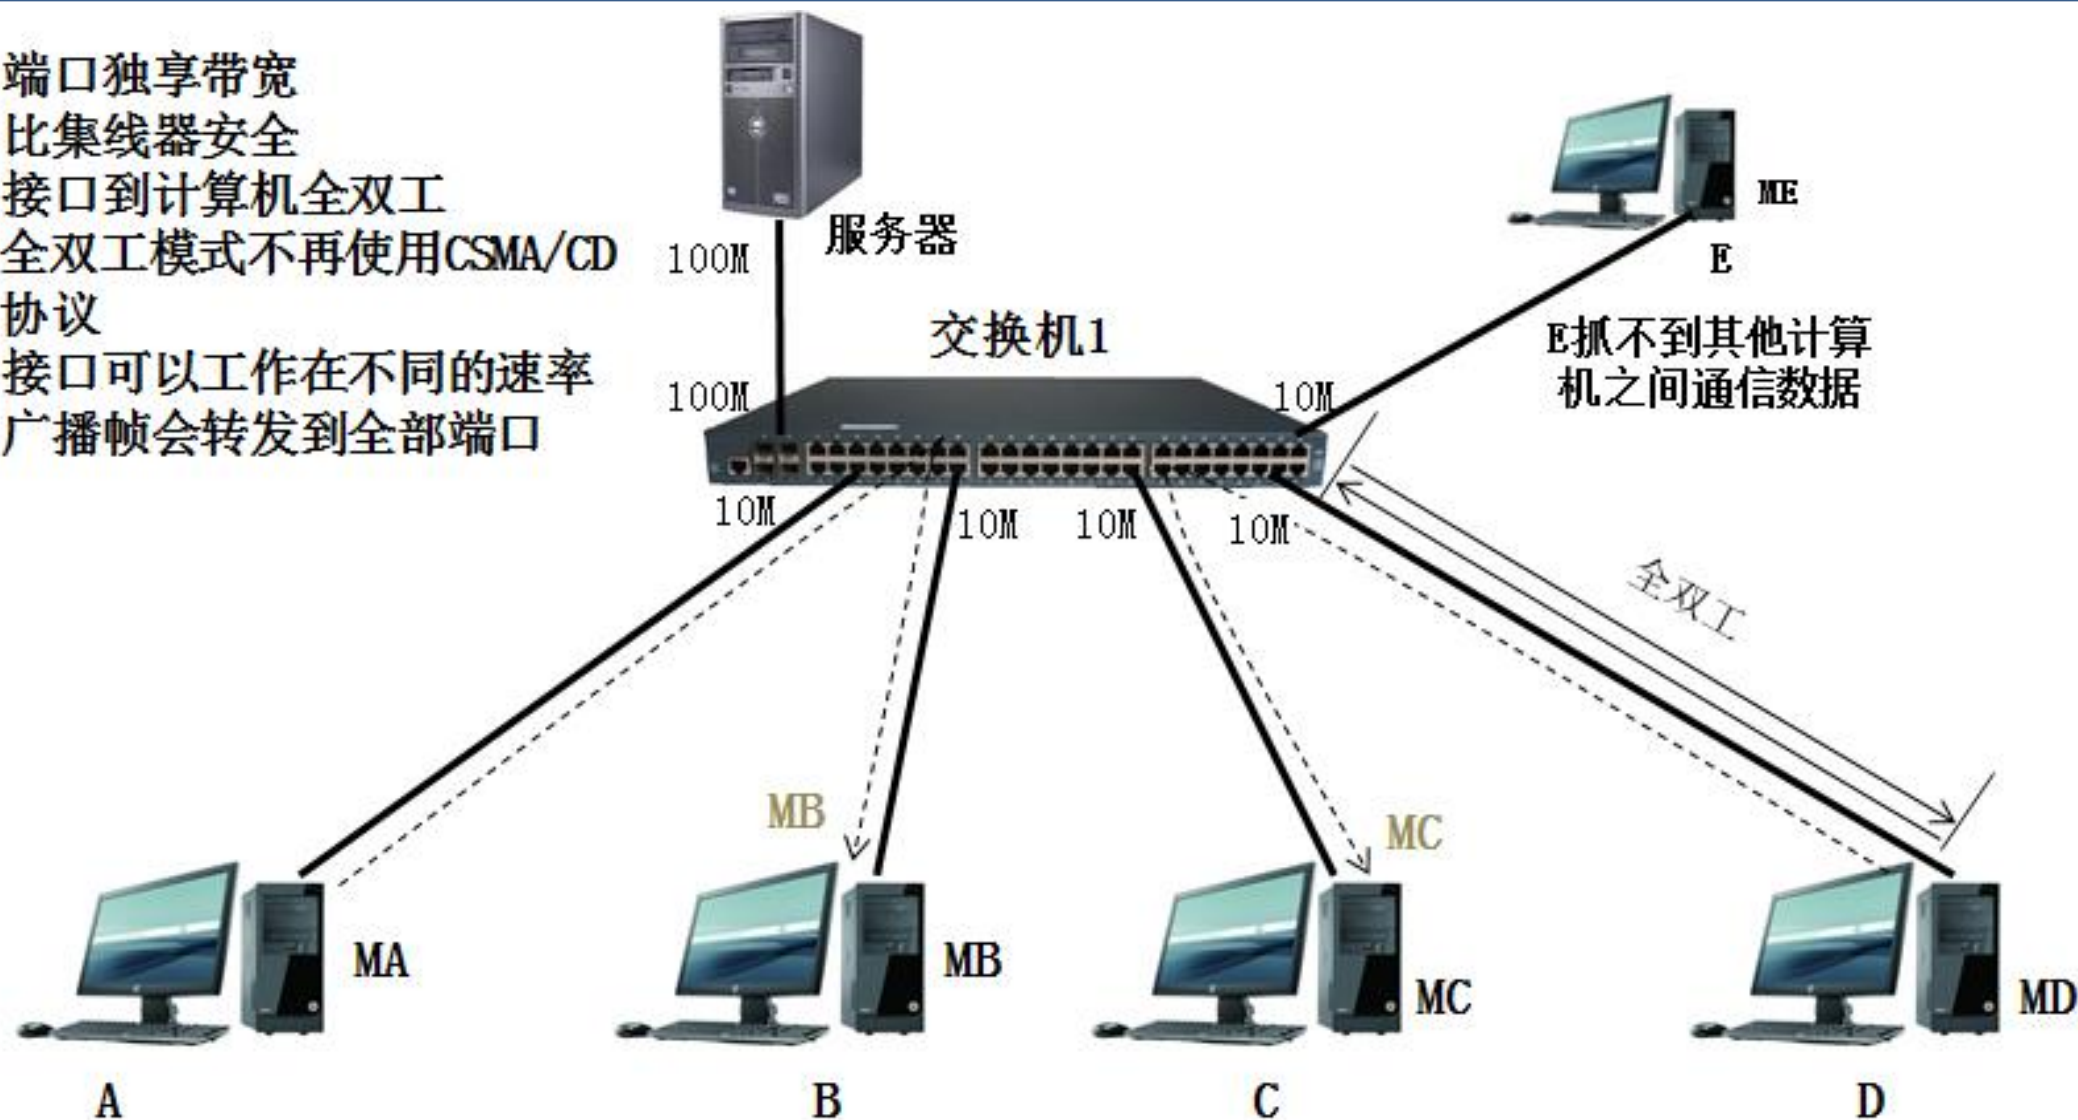 端口独享带宽
比集线器安全
接口到计算机全双工
全双工模式不再使用CSMA/CD
协议
接口可以工作在不同的速率
广播帧会转发到全部端口
100M
服务器
ME
E
E抓不到其他计算
机之间通信数据
交换机1
100M
10M
10M
10M
10M
10M
全双工
MB
MC
MA
MB
MC
MD
A
B
C
D